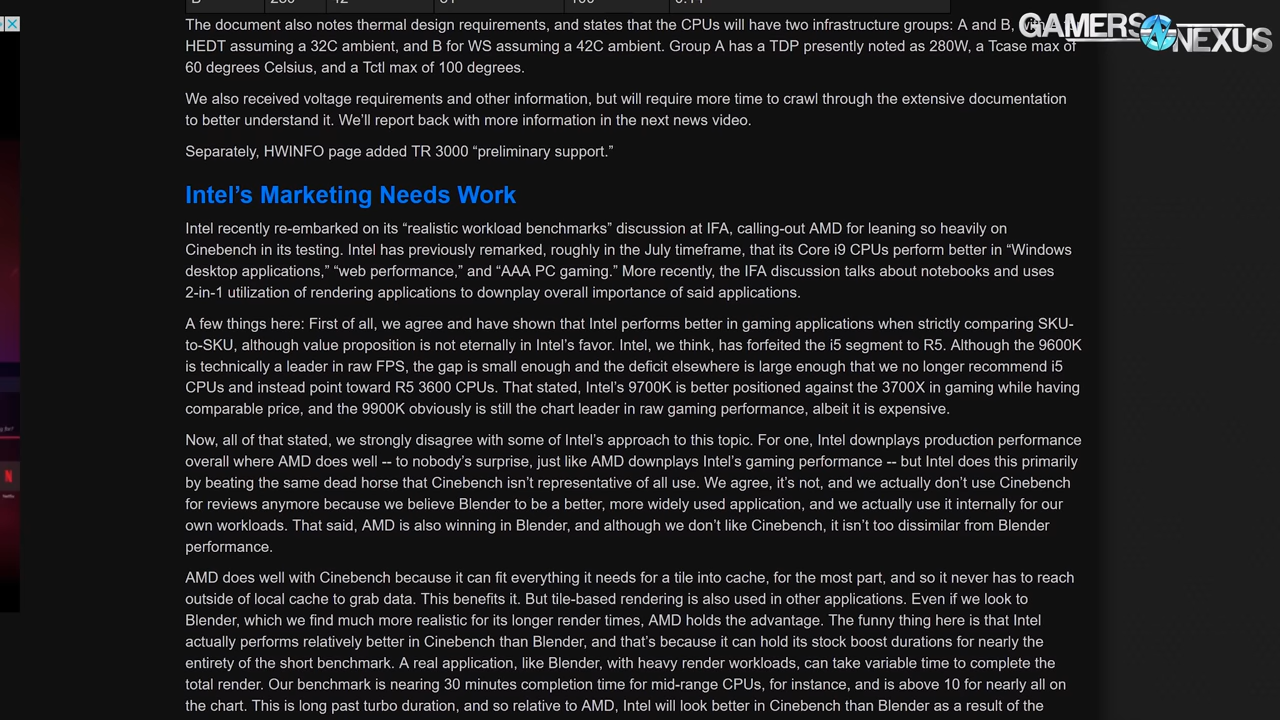 The document also notes thermal design requirements, and states that the CPUs will have two infrastructure groups: A and B, with A for
HEDT assuming a 32C ambient, and B for WS assuming a 42C ambient. Group A has a TDP presently noted as 280W, a Tcase max of
60 degrees Celsius, and a Tctl max of 100 degrees.
GAMERS NEXUS
We also received voltage requirements and other information, but will require more time to crawl through the extensive documentation
to better understand it. We’ll report back with more information in the next news video.
Separately, HWINFO page added TR 3000 “preliminary support.”
Intel’s Marketing Needs Work
Intel recently re-embarked on its “realistic workload benchmarks” discussion at IFA, calling-out AMD for leaning so heavily on
Cinebench in its testing. Intel has previously remarked, roughly in the July timeframe, that its Core i9 CPUs perform better in “Windows
desktop applications,” “web performance,” and “AAA PC gaming.” More recently, the IFA discussion talks about notebooks and uses
2-in-1 utilization of rendering applications to downplay overall importance of said applications.
A few things here: First of all, we agree and have shown that Intel performs better in gaming applications when strictly comparing SKU-
to-SKU, although value proposition is not eternally in Intel’s favor. Intel, we think, has forfeited the i5 segment to R5. Although the 9600K
is technically a leader in raw FPS, the gap is small enough and the deficit elsewhere is large enough that we no longer recommend i5
CPUs and instead point toward R5 3600 CPUs. That stated, Intel’s 9700K is better positioned against the 3700X in gaming while having
comparable price, and the 9900K obviously is still the chart leader in raw gaming performance, albeit it is expensive.
Now, all of that stated, we strongly disagree with some of Intel’s approach to this topic. For one, Intel downplays production performance
overall where AMD does well -- to nobody’s surprise, just like AMD downplays Intel’s gaming performance -- but Intel does this primarily
by beating the same dead horse that Cinebench isn’t representative of all use. We agree, it’s not, and we actually don’t use Cinebench
for reviews anymore because we believe Blender to be a better, more widely used application, and we actually use it internally for our
own workloads. That said, AMD is also winning in Blender, and although we don’t like Cinebench, it isn’t too dissimilar from Blender
performance.
AMD does well with Cinebench because it can fit everything it needs for a tile into cache, for the most part, and so it never has to reach
outside of local cache to grab data. This benefits it. But tile-based rendering is also used in other applications. Even if we look to
Blender, which we find much more realistic for its longer render times, AMD holds the advantage. The funny thing here is that Intel
actually performs relatively better in Cinebench than Blender, and that’s because it can hold its stock boost durations for nearly the
entirety of the short benchmark. A real application, like Blender, with heavy render workloads, can take variable time to complete the
total render. Our benchmark is nearing 30 minutes completion time for mid-range CPUs, for instance, and is above 10 for nearly all on
the chart. This is long past turbo duration, and so relative to AMD, Intel will look better in Cinebench than Blender as a result of the